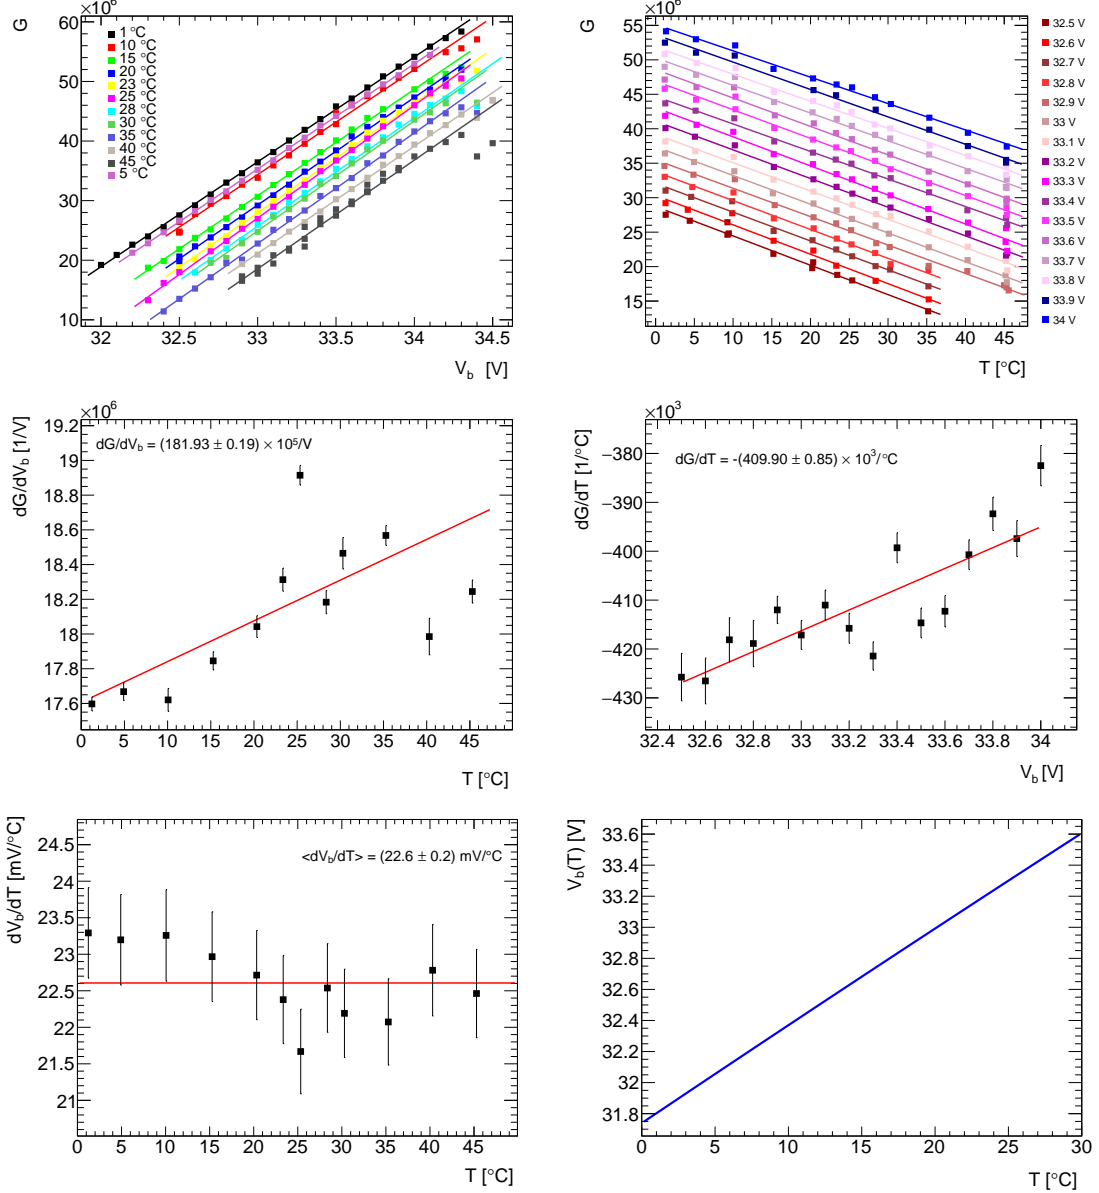 ×10⁶
G
60
50
40
30
20
10
1 °C
10 °C
15 °C
20 °C
23 °C
25 °C
28 °C
30 °C
35 °C
40 °C
45 °C
5 °C
32 32.5 33 33.5 34 34.5
V_b [V]
×10⁶
G
55
50
45
40
35
30
25
20
15
0 5 10 15 20 25 30 35 40 45
T [°C]
32.5 V
32.6 V
32.7 V
32.8 V
32.9 V
33 V
33.1 V
33.2 V
33.3 V
33.4 V
33.5 V
33.6 V
33.7 V
33.8 V
33.9 V
34 V
×10⁶
dG/dV_b [1/V]
dG/dV_b = (181.93 ± 0.19) × 10⁵/V
19.2
19
18.8
18.6
18.4
18.2
18
17.8
17.6
0 5 10 15 20 25 30 35 40 45
T [°C]
×10³
dG/dT [1/°C]
dG/dT = -(409.90 ± 0.85) × 10³/°C
−380
−390
−400
−410
−420
−430
32.4 32.6 32.8 33 33.2 33.4 33.6 33.8 34
V_b [V]
dV_b/dT [mV/°C]
<dV_b/dT> = (22.6 ± 0.2) mV/°C
24.5
24
23.5
23
22.5
22
21.5
21
0 5 10 15 20 25 30 35 40 45
T [°C]
V_b(T) [V]
33.6
33.4
33.2
33
32.8
32.6
32.4
32.2
32
31.8
0 5 10 15 20 25 30
T [°C]